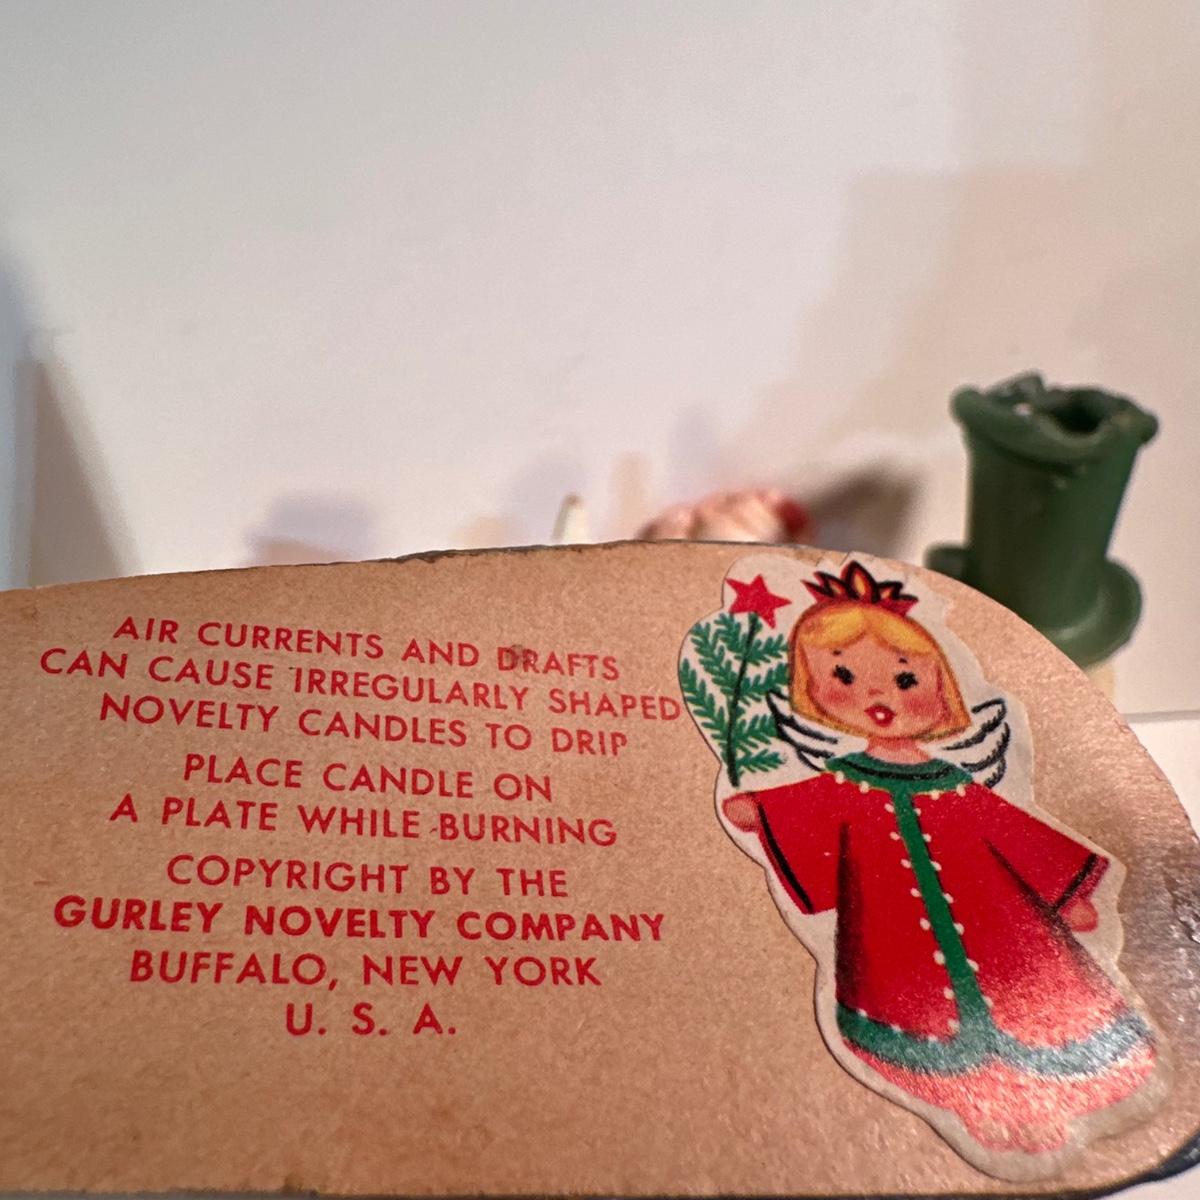 AIR CURRENTS AND DRAFTS
CAN CAUSE IRREGULARLY SHAPED
NOVELTY CANDLES TO DRIP
PLACE CANDLE ON
A PLATE WHILE BURNING
COPYRIGHT BY THE
GURLEY NOVELTY COMPANY
BUFFALO, NEW YORK
U. S. A.